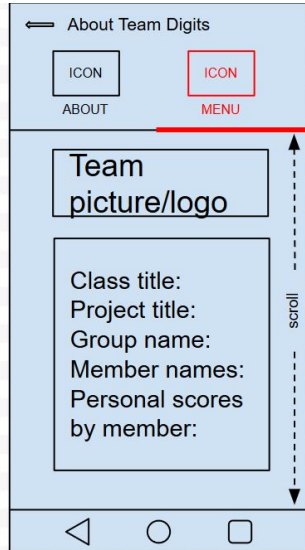 About Team Digits
ICON
ICON
ABOUT
MENU
Team
picture/logo
Class title:
Project title:
Group name:
Member names:
Personal scores
by member:
scroll